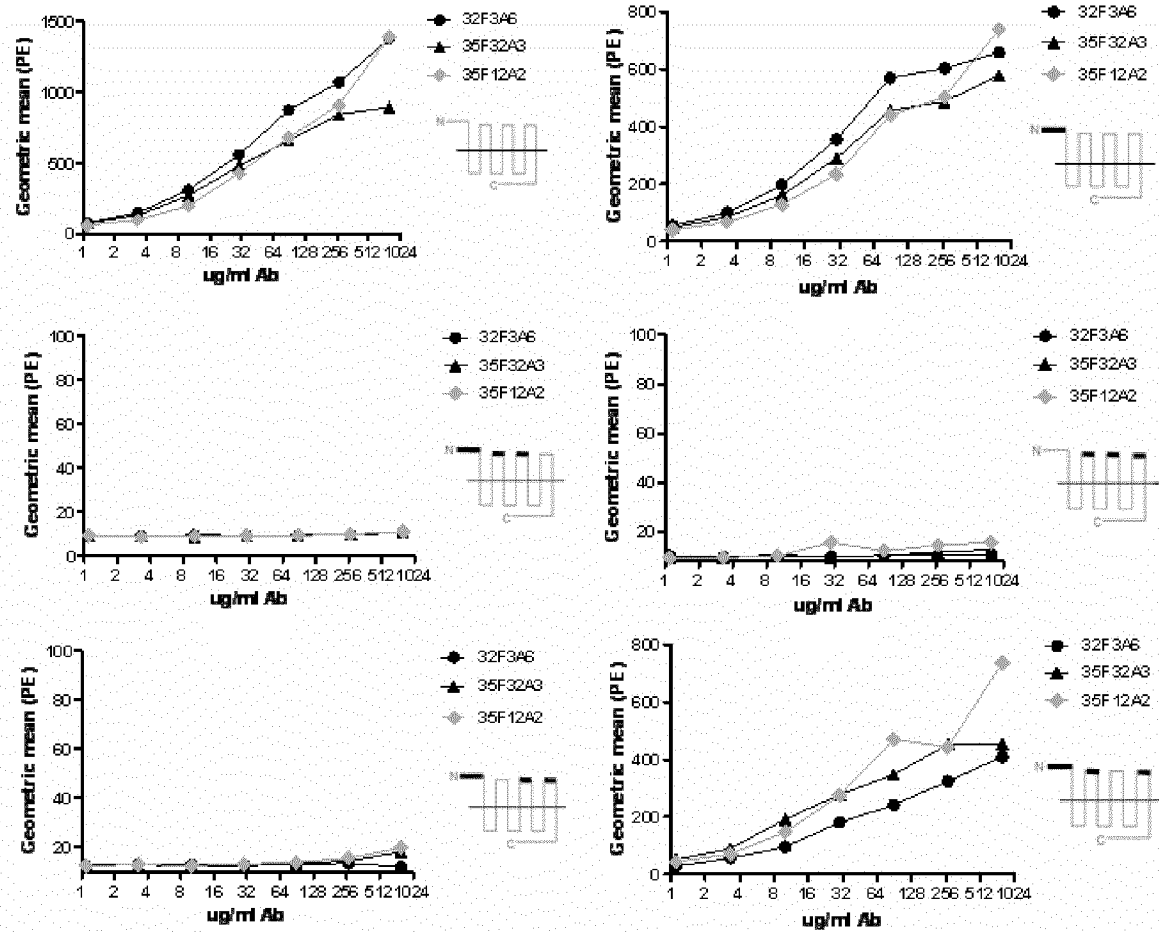 Geometric mean (PE)
1500
1000
500
0
1 2 4 8 16 32 64 128 256 512 1024
ug/ml Ab
32F3A6
35F32A3
35F12A2
N
C
Geometric mean (PE)
800
600
400
200
0
1 2 4 8 16 32 64 128 256 512 1024
ug/ml Ab
32F3A6
35F32A3
35F12A2
N
C
Geometric mean (PE)
100
80
60
40
20
0
1 2 4 8 16 32 64 128 256 512 1024
ug/ml Ab
32F3A6
35F32A3
35F12A2
N
C
Geometric mean (PE)
100
80
60
40
20
1 2 4 8 16 32 64 128 256 512 1024
ug/ml Ab
32F3A6
35F32A3
35F12A2
N
C
Geometric mean (PE)
100
80
60
40
20
1 2 4 8 16 32 64 128 256 512 1024
ug/ml Ab
32F3A6
35F32A3
35F12A2
N
C
Geometric mean (PE)
800
600
400
200
0
1 2 4 8 16 32 64 128 256 512 1024
ug/ml Ab
32F3A6
35F32A3
35F12A2
N
C